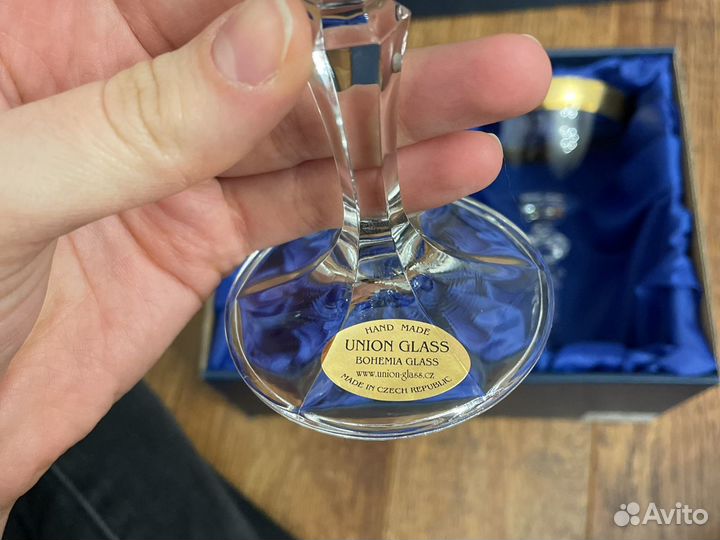 HAND MADE
UNION GLASS
BOHEMIA GLASS
www.union-glass.cz
MADE IN CZECH REPUBLIC
Avito